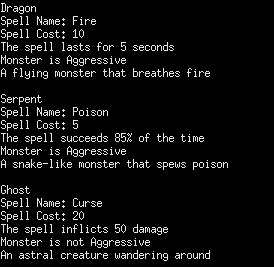 Dragon
Spell Name: Fire
Spell Cost: 10
The spell lasts for 5 seconds
Monster is Aggressive
A flying monster that breathes fire
Serpent
Spell Name: Poison
Spell Cost: 5
The spell succeeds 85% of the time
Monster is Aggressive
A snake-like monster that spews poison
Ghost
Spell Name: Curse
Spell Cost: 20
The spell inflicts 50 damage
Monster is not Aggressive
An astral creature wandering around